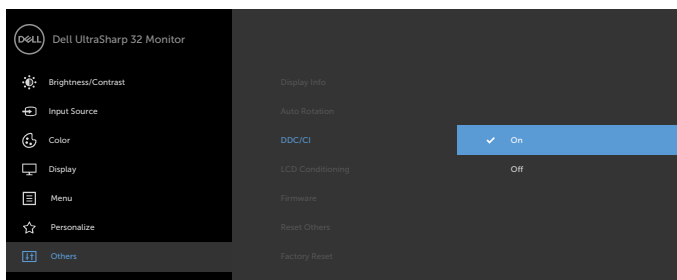 DELL Dell UltraSharp 32 Monitor
Brightness/Contrast
Display Info
Input Source
Auto Rotation
Color
DDC/CI
On
Display
LCD Conditioning
Off
Menu
Firmware
Personalize
Reset Others
Others
Factory Reset